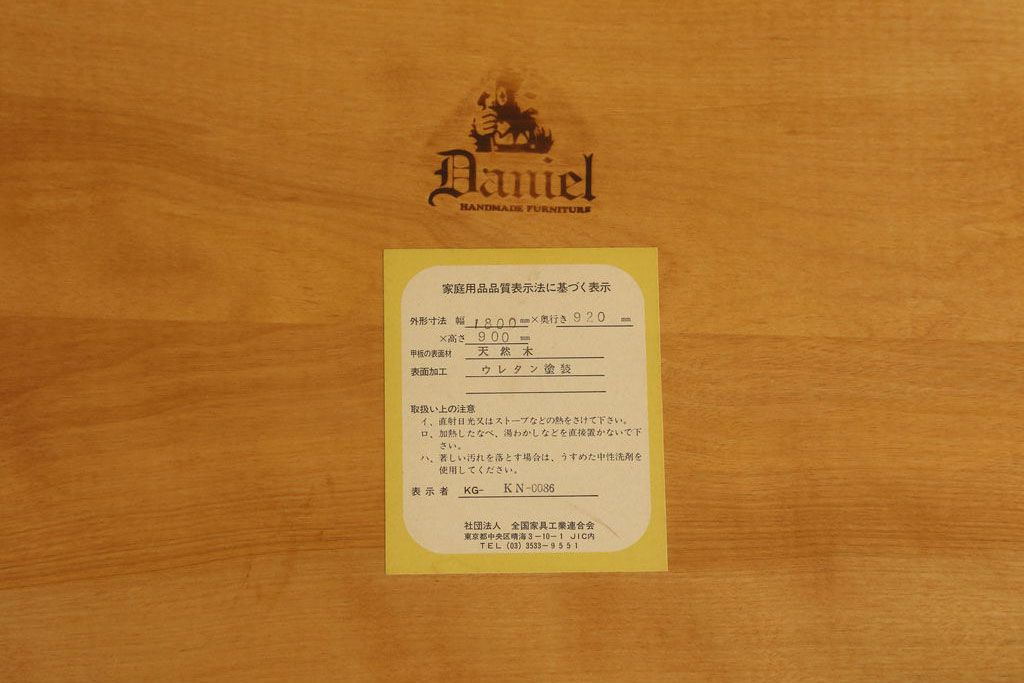 Daniel
HANDMADE FURNITURE
家庭用品品質表示法に基づく表示
外形寸法 幅 1800 mm×奥行き 920 mm
×高さ 900 mm
甲板の表面材 天然木
表面加工 ウレタン塗装
取扱い上の注意
イ、直射日光又はストーブなどの熱をさけて下さい。
ロ、加熱したなべ、湯わかしなどを直接置かないで下
さい。
ハ、著しい汚れを落とす場合は、うすめた中性洗剤を
使用してください。
表示者 KG- KN-0086
社団法人 全国家具工業連合会
東京都中央区晴海3-10-1 JIC内
TEL (03) 3533-9551